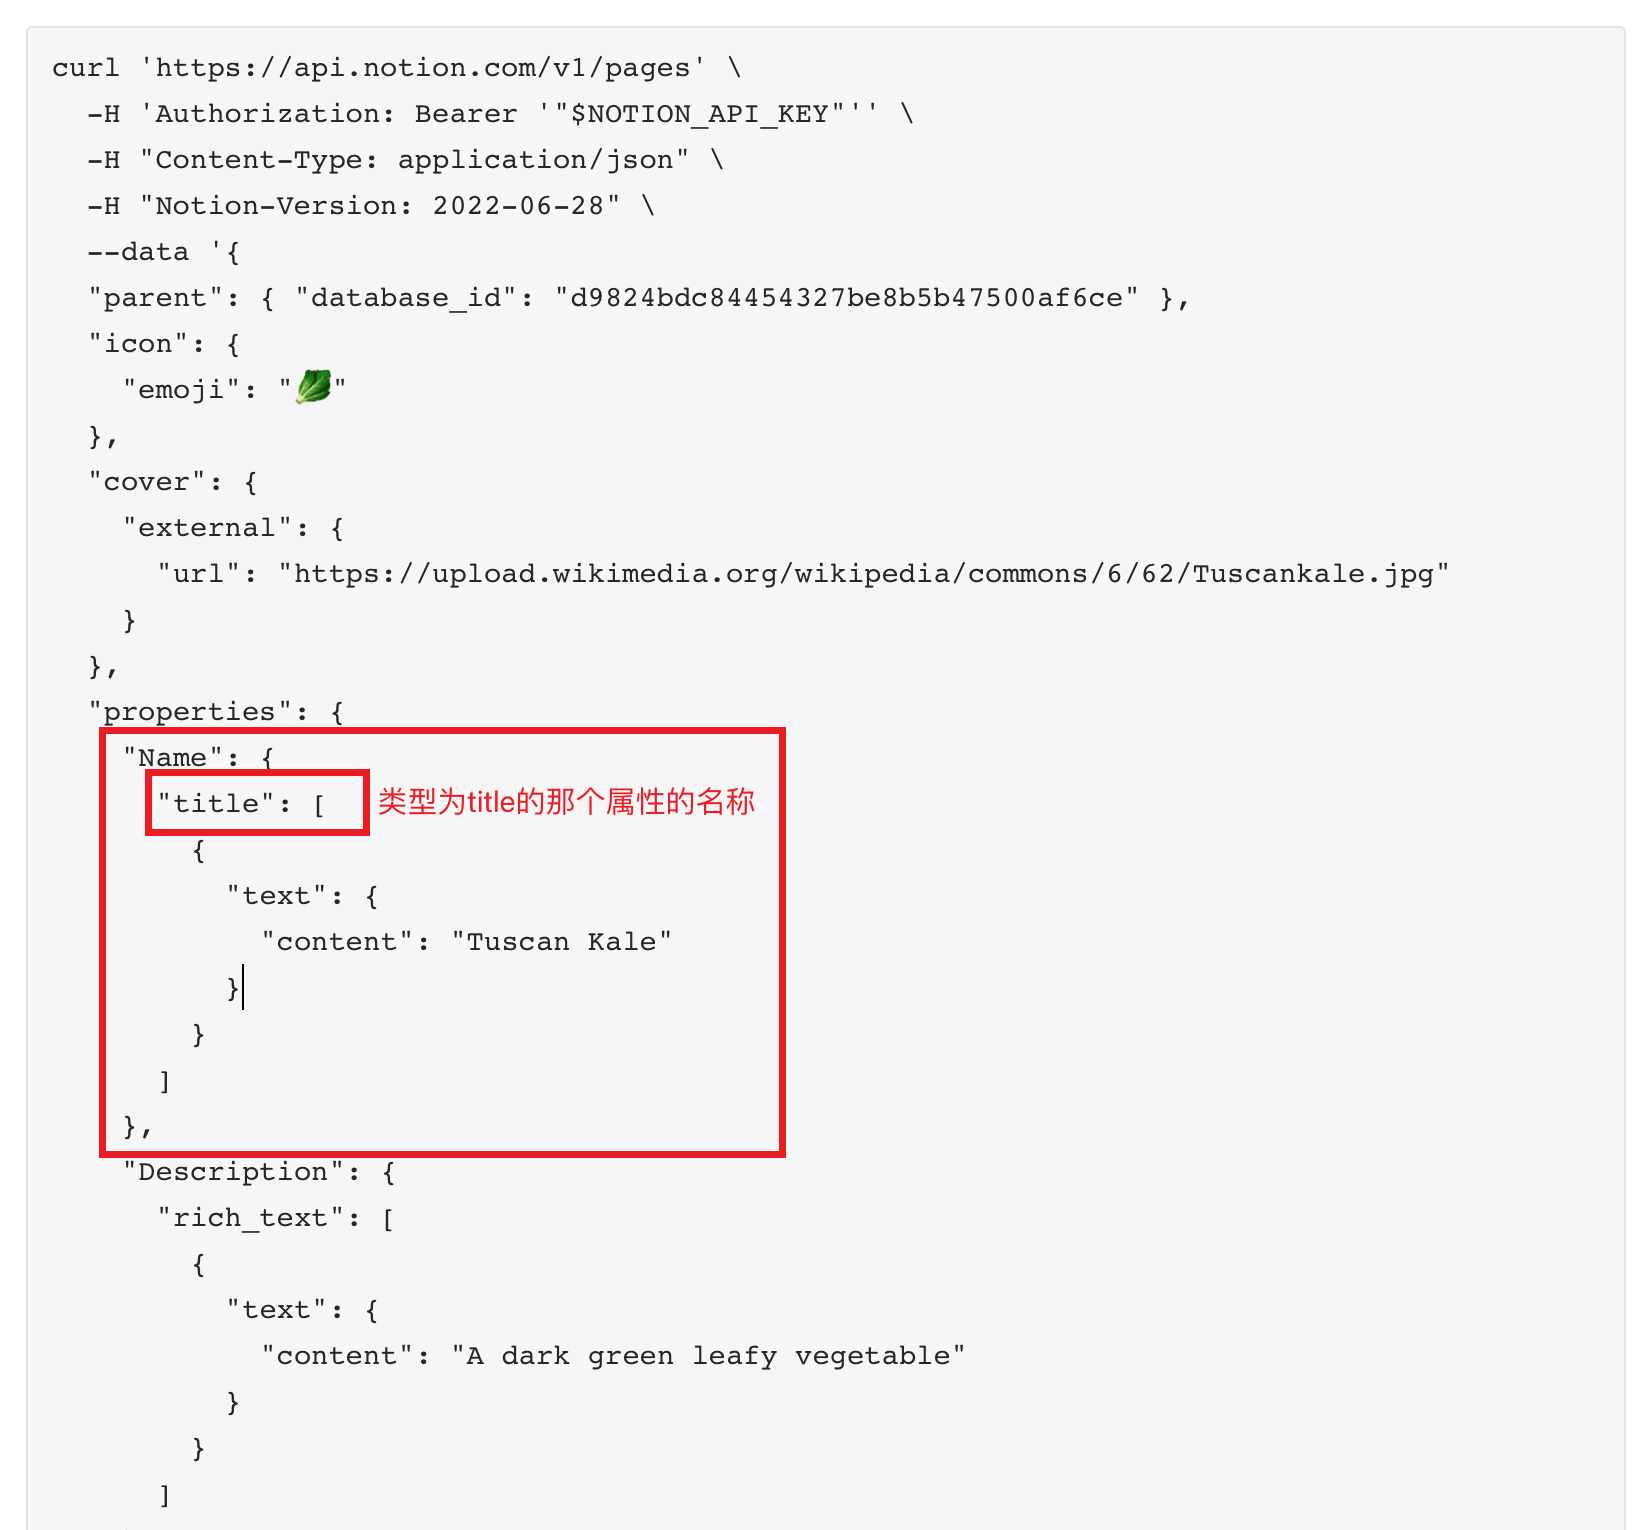 curl 'https://api.notion.com/v1/pages' \
  -H 'Authorization: Bearer '"$NOTION_API_KEY"'' \
  -H "Content-Type: application/json" \
  -H "Notion-Version: 2022-06-28" \
  --data '{
  "parent": { "database_id": "d9824bdc84454327be8b5b47500af6ce" },
  "icon": {
    "emoji": "🥬"
  },
  "cover": {
    "external": {
      "url": "https://upload.wikimedia.org/wikipedia/commons/6/62/Tuscankale.jpg"
    }
  },
  "properties": {
    "Name": {
      "title": [ 类型为title的那个属性的名称
        {
          "text": {
            "content": "Tuscan Kale"
          }
        }
      ]
    },
    "Description": {
      "rich_text": [
        {
          "text": {
            "content": "A dark green leafy vegetable"
          }
        }
      ]